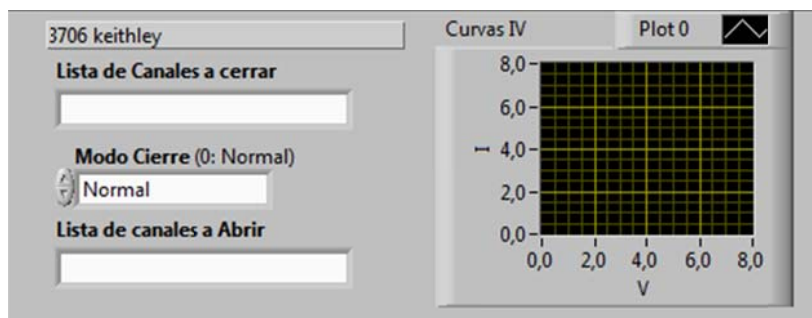 3706 keithley
Lista de Canales a cerrar
Modo Cierre (0: Normal)
Normal
Lista de canales a Abrir
Curvas IV
Plot 0
8,0
6,0
4,0
2,0
0,0
I
0,0 2,0 4,0 6,0 8,0
V